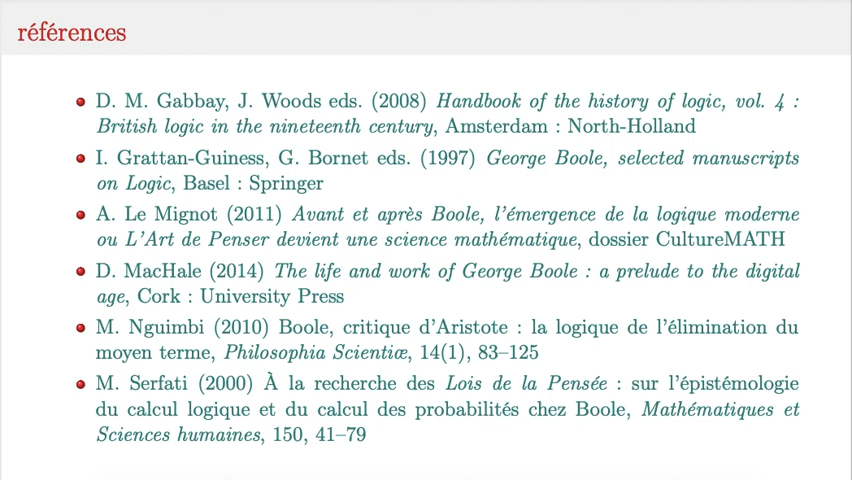 références
D. M. Gabbay, J. Woods eds. (2008) Handbook of the history of logic, vol. 4 :
British logic in the nineteenth century, Amsterdam : North-Holland
I. Grattan-Guiness, G. Bornet eds. (1997) George Boole, selected manuscripts
on Logic, Basel : Springer
A. Le Mignot (2011) Avant et après Boole, l'émergence de la logique moderne
ou L'Art de Penser devient une science mathématique, dossier CultureMATH
D. MacHale (2014) The life and work of George Boole : a prelude to the digital
age, Cork : University Press
M. Nguimbi (2010) Boole, critique d'Aristote : la logique de l'élimination du
moyen terme, Philosophia Scientiæ, 14(1), 83–125
M. Serfati (2000) À la recherche des Lois de la Pensée : sur l'épistémologie
du calcul logique et du calcul des probabilités chez Boole, Mathématiques et
Sciences humaines, 150, 41–79